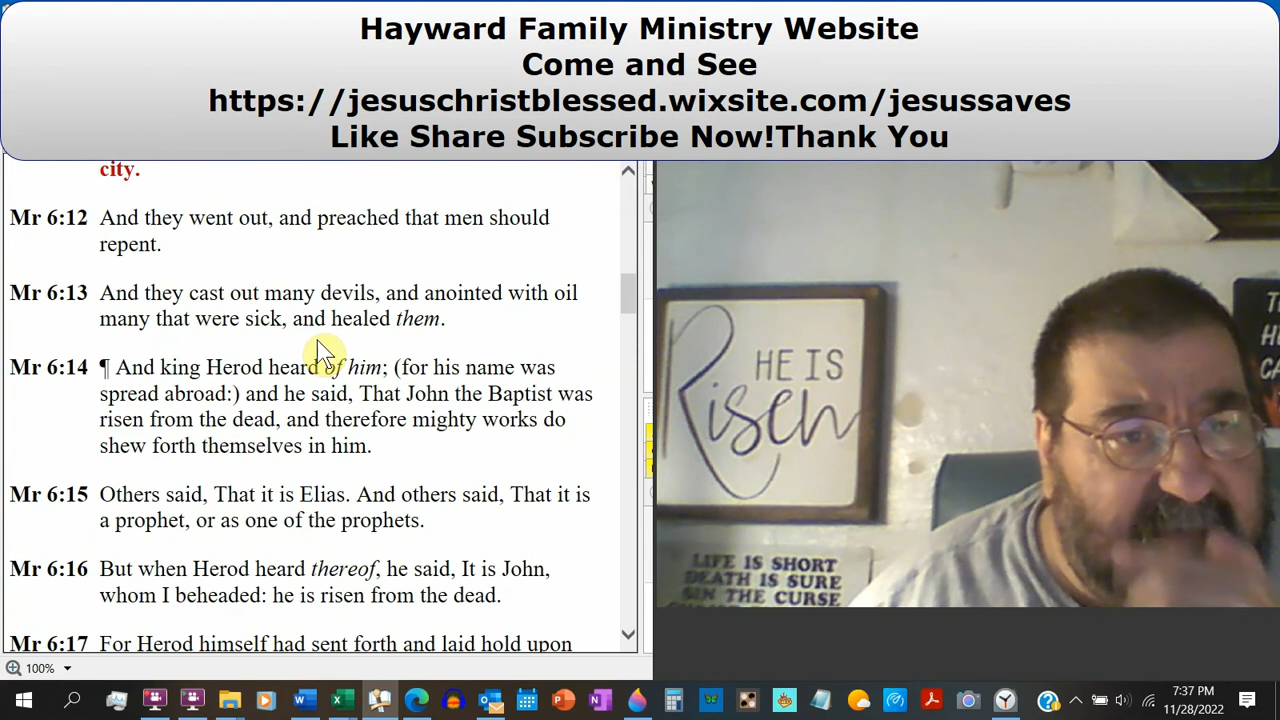 Hayward Family Ministry Website
Come and See
https://jesuschristblessed.wixsite.com/jesussaves
Like Share Subscribe Now!Thank You
city.
Mr 6:12 And they went out, and preached that men should
repent.
Mr 6:13 And they cast out many devils, and anointed with oil
many that were sick, and healed them.
Mr 6:14 ¶ And king Herod heard of him; (for his name was
spread abroad:) and he said, That John the Baptist was
risen from the dead, and therefore mighty works do
shew forth themselves in him.
Mr 6:15 Others said, That it is Elias. And others said, That it is
a prophet, or as one of the prophets.
Mr 6:16 But when Herod heard thereof, he said, It is John,
whom I beheaded: he is risen from the dead.
Mr 6:17 For Herod himself had sent forth and laid hold upon
100%
HE IS
Risen
LIFE IS SHORT
DEATH IS SURE
SIN THE CURSE
7:37 PM
11/28/2022